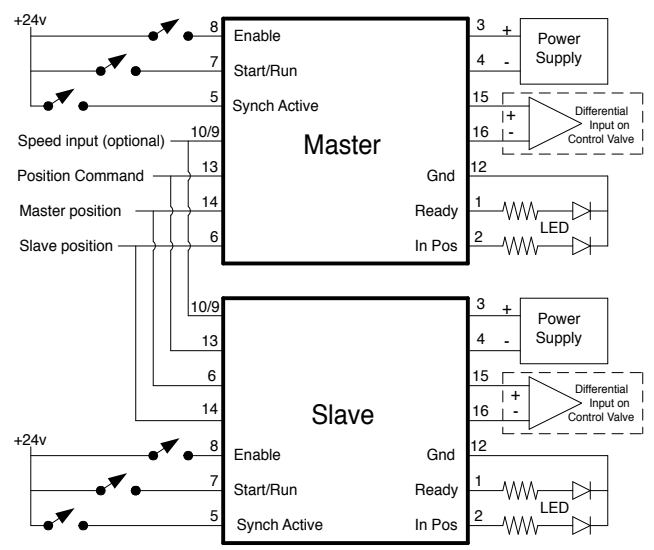 +24v
8 Enable
7 Start/Run
5 Synch Active
Speed input (optional) 10/9
Position Command 13
Master position 14
Slave position 6
Master
3 + Power
4 - Supply
15 + Differential
Input on
16 - Control Valve
Gnd 12
Ready 1
LED
In Pos 2
10/9
13
6
14
Slave
3 + Power
4 - Supply
15 + Differential
Input on
16 - Control Valve
+24v
8 Enable
7 Start/Run
5 Synch Active
Gnd 12
Ready 1
LED
In Pos 2